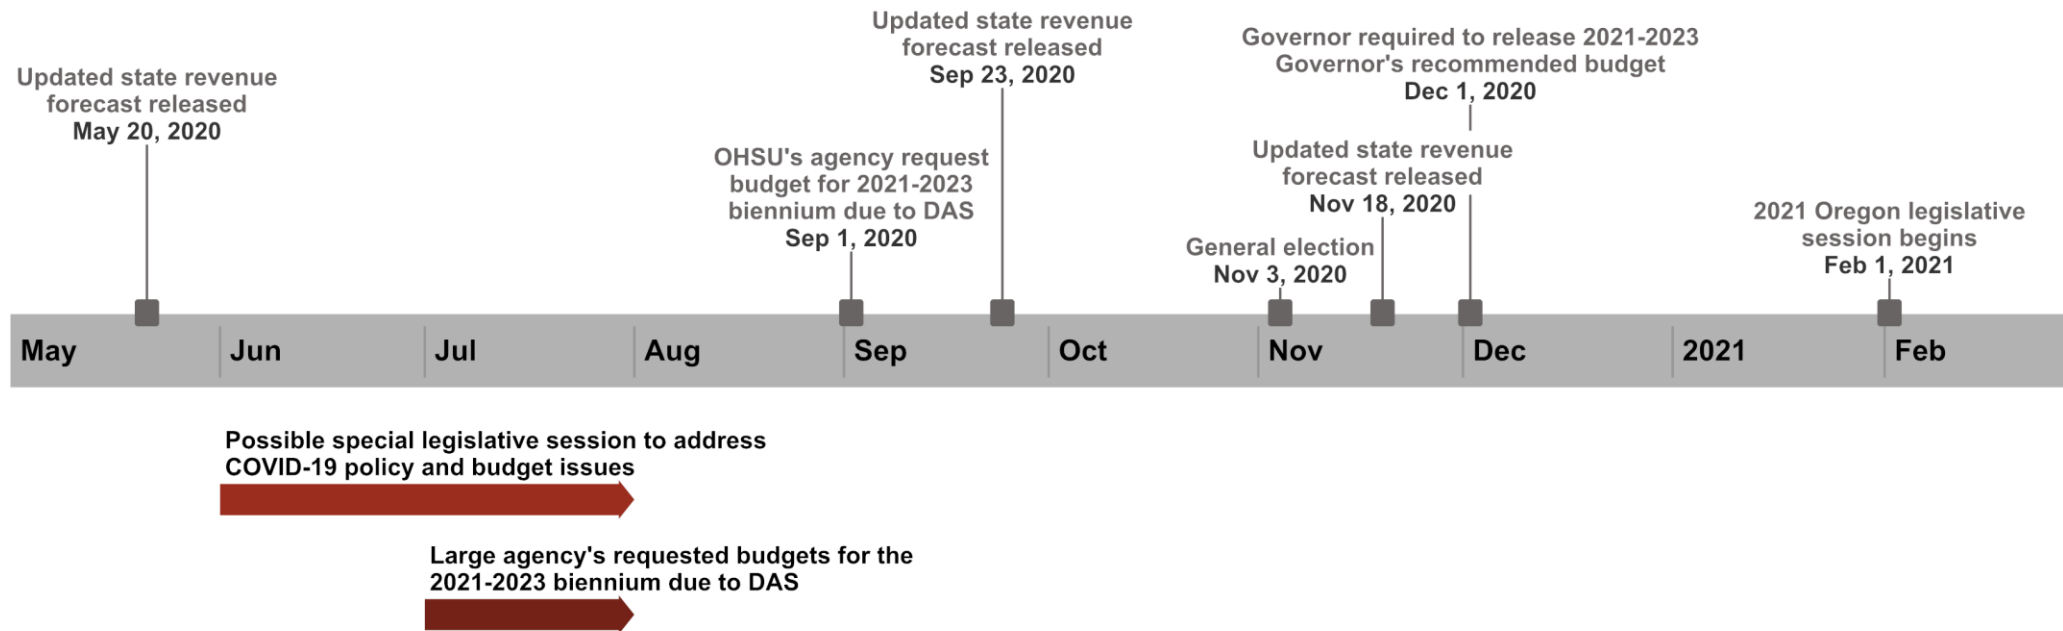 Updated state revenue
forecast released
May 20, 2020
OHSU's agency request
budget for 2021-2023
biennium due to DAS
Sep 1, 2020
Updated state revenue
forecast released
Sep 23, 2020
General election
Nov 3, 2020
Updated state revenue
forecast released
Nov 18, 2020
Governor required to release 2021-2023
Governor's recommended budget
Dec 1, 2020
2021 Oregon legislative
session begins
Feb 1, 2021
May
Jun
Jul
Aug
Sep
Oct
Nov
Dec
2021
Feb
Possible special legislative session to address
COVID-19 policy and budget issues
Large agency's requested budgets for the
2021-2023 biennium due to DAS